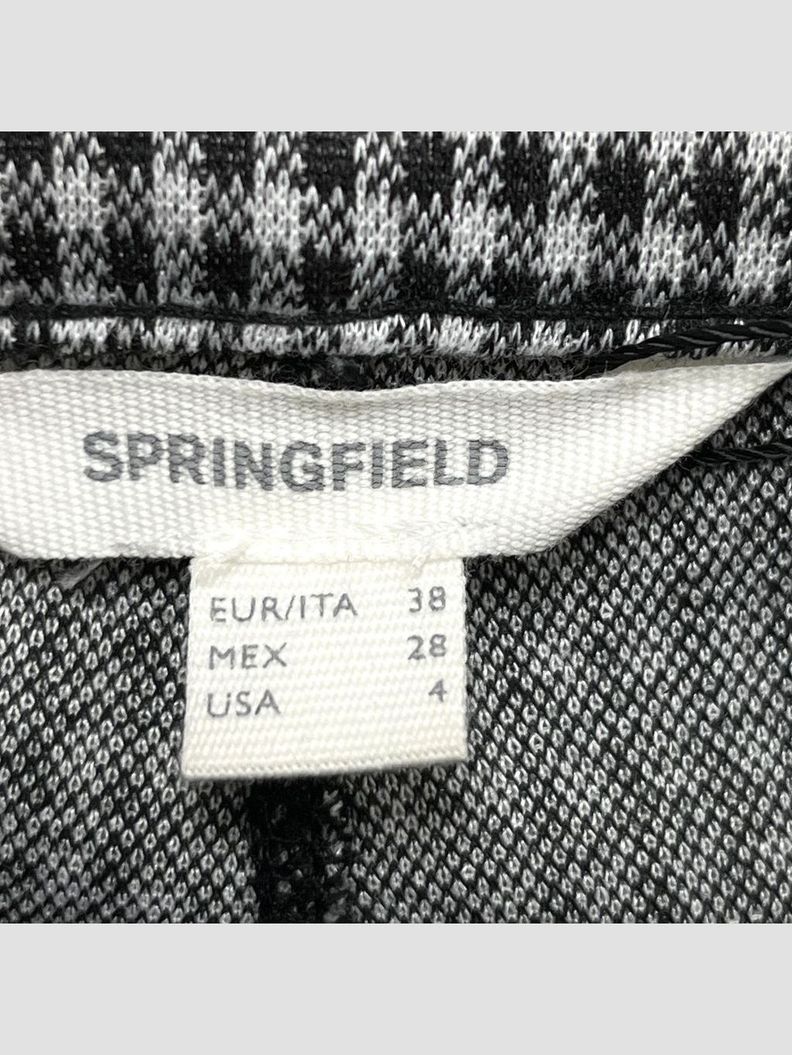 SPRINGFIELD
EUR/ITA 38
MEX 28
USA 4